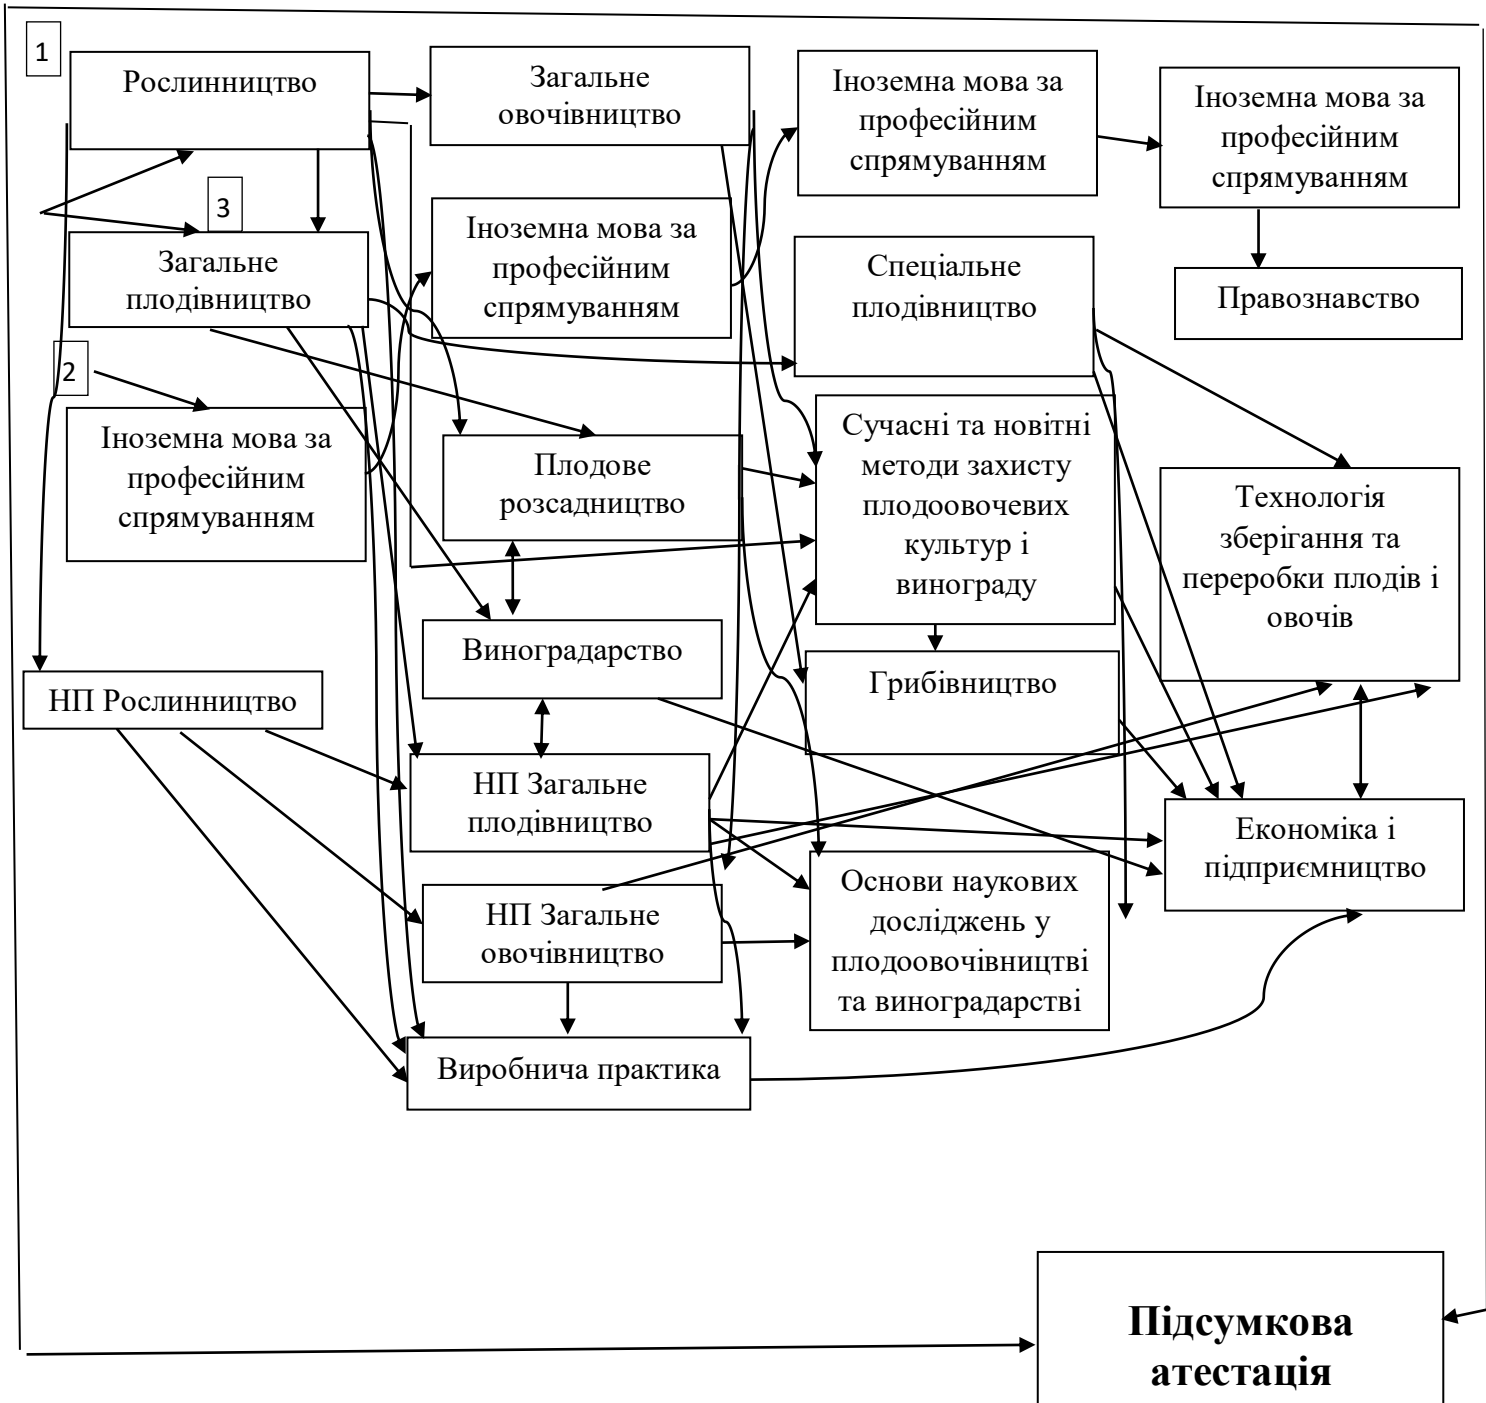 1
Рослинництво
Загальне
овочівництво
Іноземна мова за
професійним
спрямуванням
Іноземна мова за
професійним
спрямуванням
3
Загальне
плодівництво
Іноземна мова за
професійним
спрямуванням
Спеціальне
плодівництво
Правознавство
2
Іноземна мова за
професійним
спрямуванням
Плодове
розсадництво
Сучасні та новітні
методи захисту
плодоовочевих
культур і
винограду
Технологія
зберігання та
переробки плодів і
овочів
Виноградарство
НП Рослинництво
Грибівництво
НП Загальне
плодівництво
Економіка і
підприємництво
НП Загальне
овочівництво
Основи наукових
досліджень у
плодоовочівництві
та виноградарстві
Виробнича практика
Підсумкова
атестація